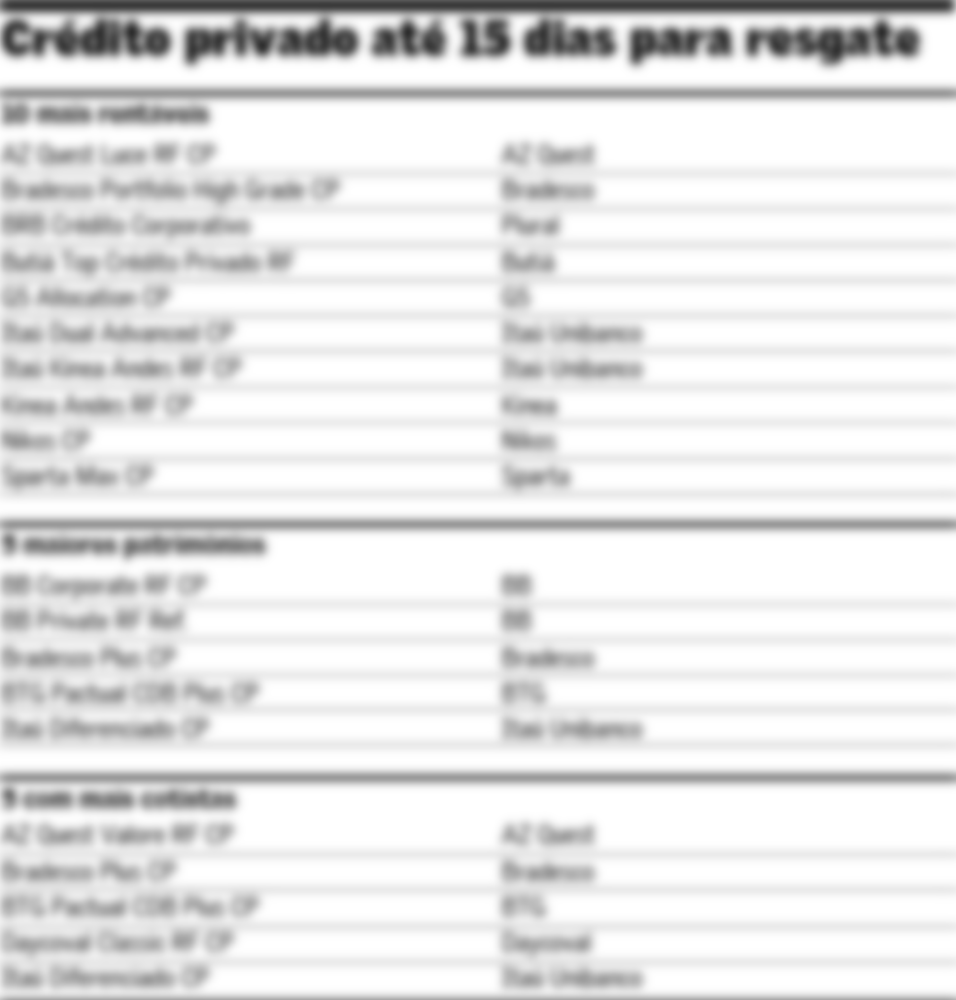 Crédito privado até 15 dias para resgate
10 mais rentáveis
AZ Quest Luce RF CP AZ Quest
Bradesco Portfolio High Grade CP Bradesco
BRB Crédito Corporativo Plural
Butiá Top Crédito Privado RF Butiá
G5 Allocation CP G5
Itaú Dual Advanced CP Itaú Unibanco
Itaú Kinea Andes RF CP Itaú Unibanco
Kinea Andes RF CP Kinea
Nikos CP Nikos
Sparta Max CP Sparta
5 maiores patrimônios
BB Corporate RF CP BB
BB Private RF Ref. BB
Bradesco Plus CP Bradesco
BTG Pactual CDB Plus CP BTG
Itaú Diferenciado CP Itaú Unibanco
5 com mais cotistas
AZ Quest Valore RF CP AZ Quest
Bradesco Plus CP Bradesco
BTG Pactual CDB Plus CP BTG
Daycoval Classic RF CP Daycoval
Itaú Diferenciado CP Itaú Unibanco